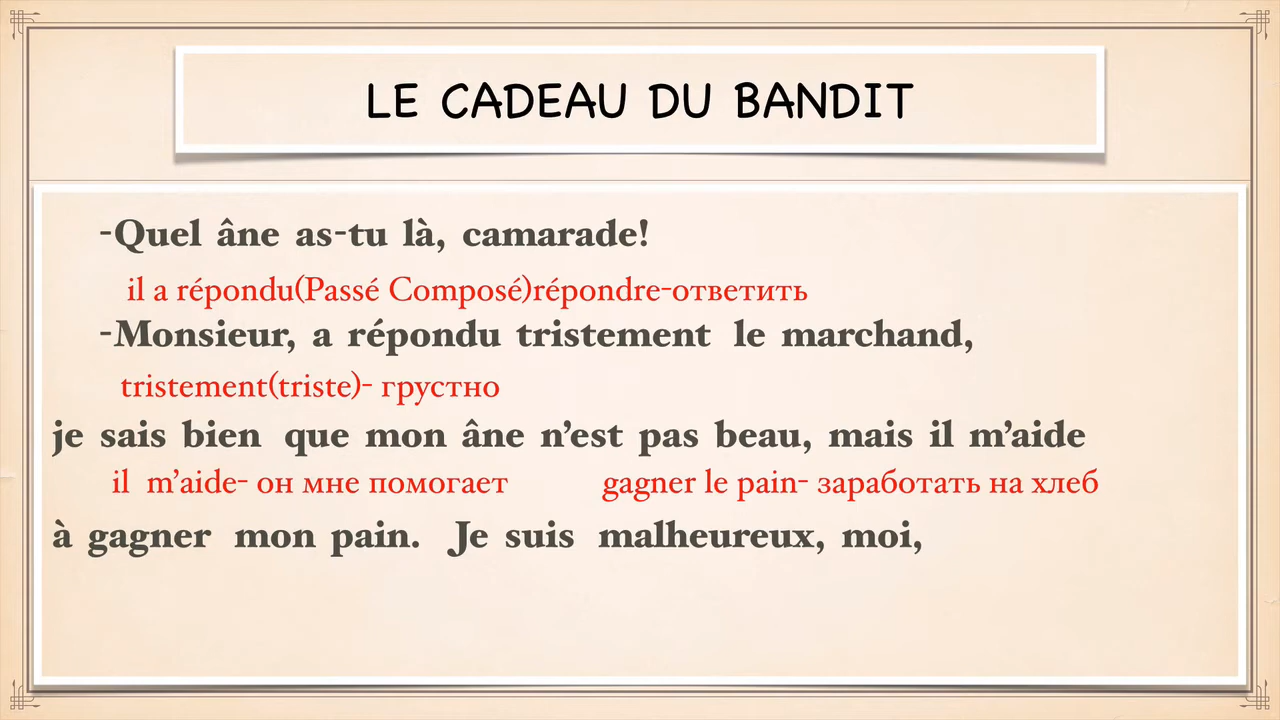 LE CADEAU DU BANDIT
-Quel âne as-tu là, camarade!
il a répondu(Passé Composé)répondre-ответить
-Monsieur, a répondu tristement le marchand,
tristement(triste)- грустно
je sais bien que mon âne n’est pas beau, mais il m’aide
il m’aide- он мне помогает gagner le pain- заработать на хлеб
à gagner mon pain. Je suis malheureux, moi,